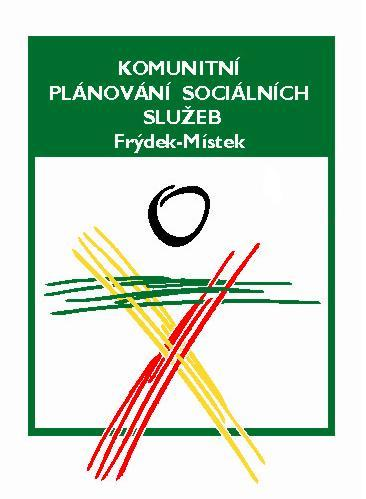 KOMUNITNÍ
PLÁNOVÁNÍ SOCIÁLNÍCH
SLUŽEB
Frýdek-Místek